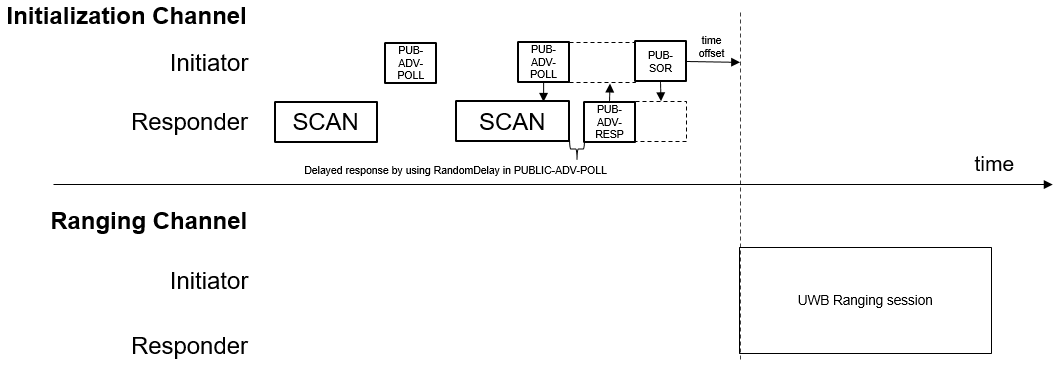 Initialization Channel
Initiator
PUB-
ADV-
POLL
PUB-
ADV-
POLL
PUB-
SOR
time
offset
Responder
SCAN
SCAN
PUB-
ADV-
RESP
Delayed response by using RandomDelay in PUBLIC-ADV-POLL
time
Ranging Channel
Initiator
UWB Ranging session
Responder